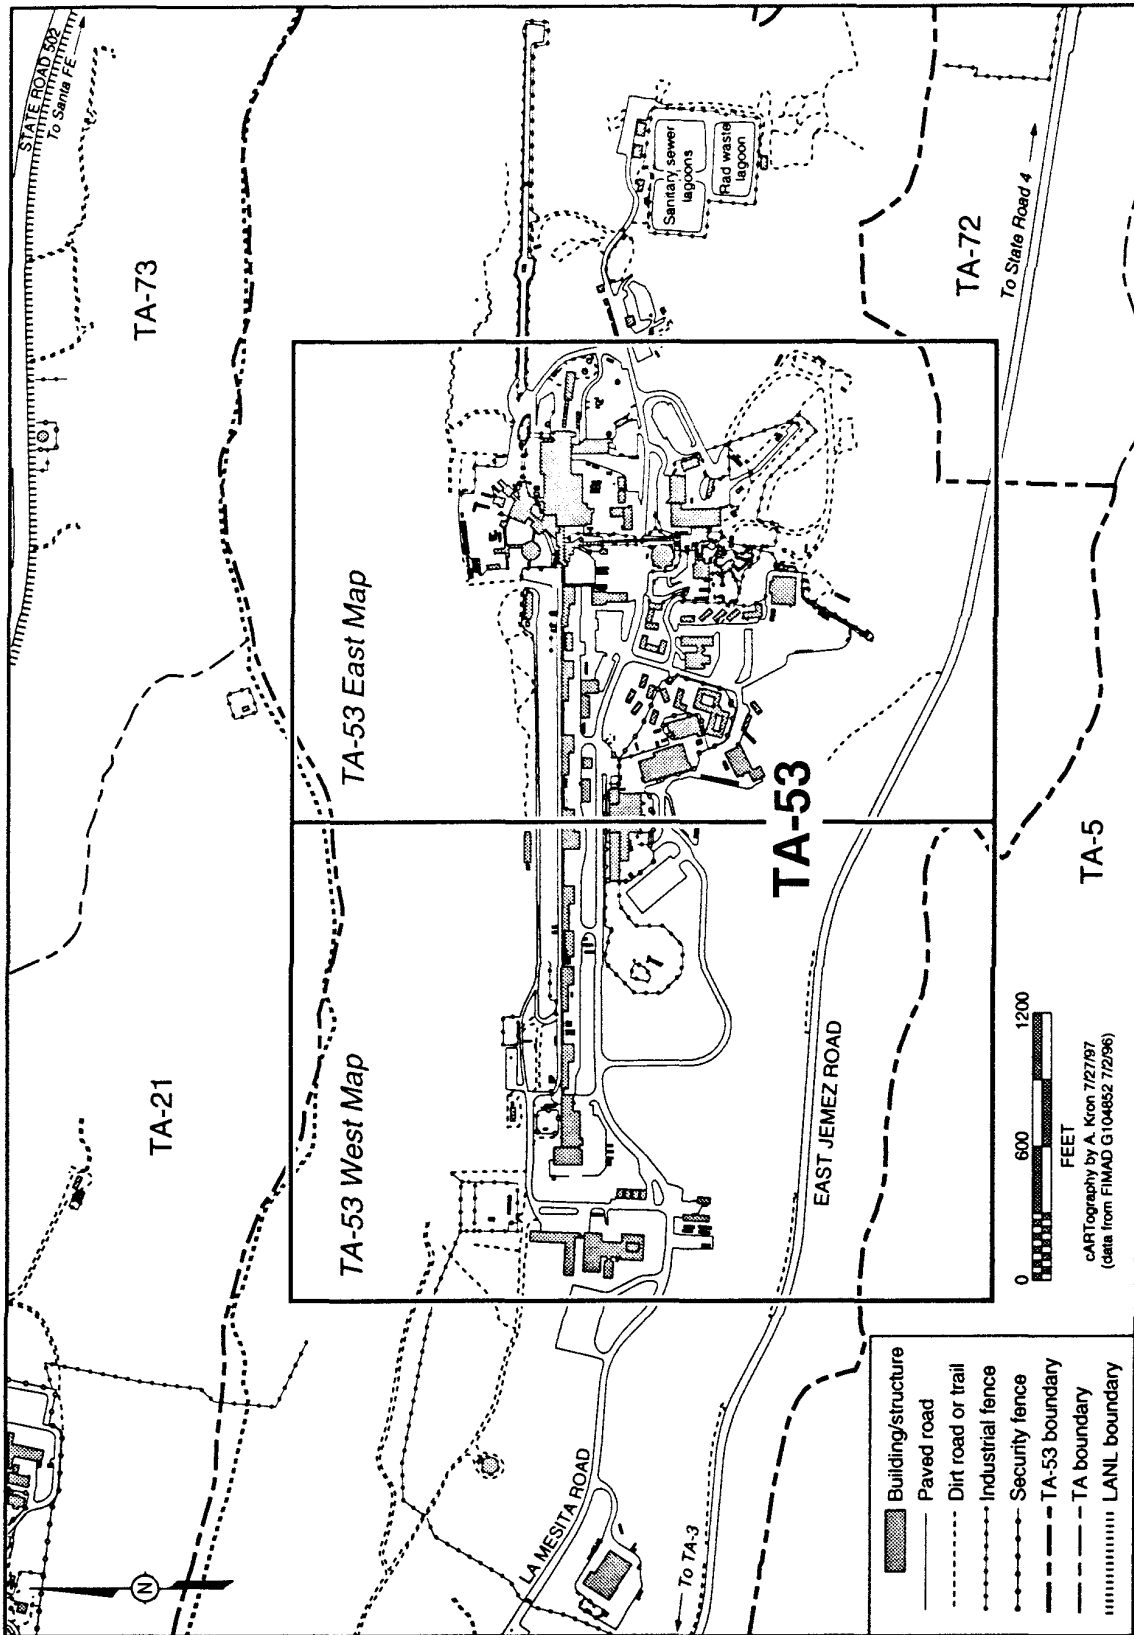 STATE ROAD 502
To Santa FE
TA-73
TA-21
TA-53 West Map
TA-53 East Map
Sanitary sewer
lagoons
Rad waste
lagoon
TA-53
TA-72
To State Road 4
TA-5
EAST JEMEZ ROAD
LA MESITA ROAD
To TA-3
N
0 600 1200
FEET
cARTography by A. Kron 7/27/97
(data from FIMAD G104852 7/2/96)
Building/structure
Paved road
Dirt road or trail
Industrial fence
Security fence
TA-53 boundary
TA boundary
LANL boundary